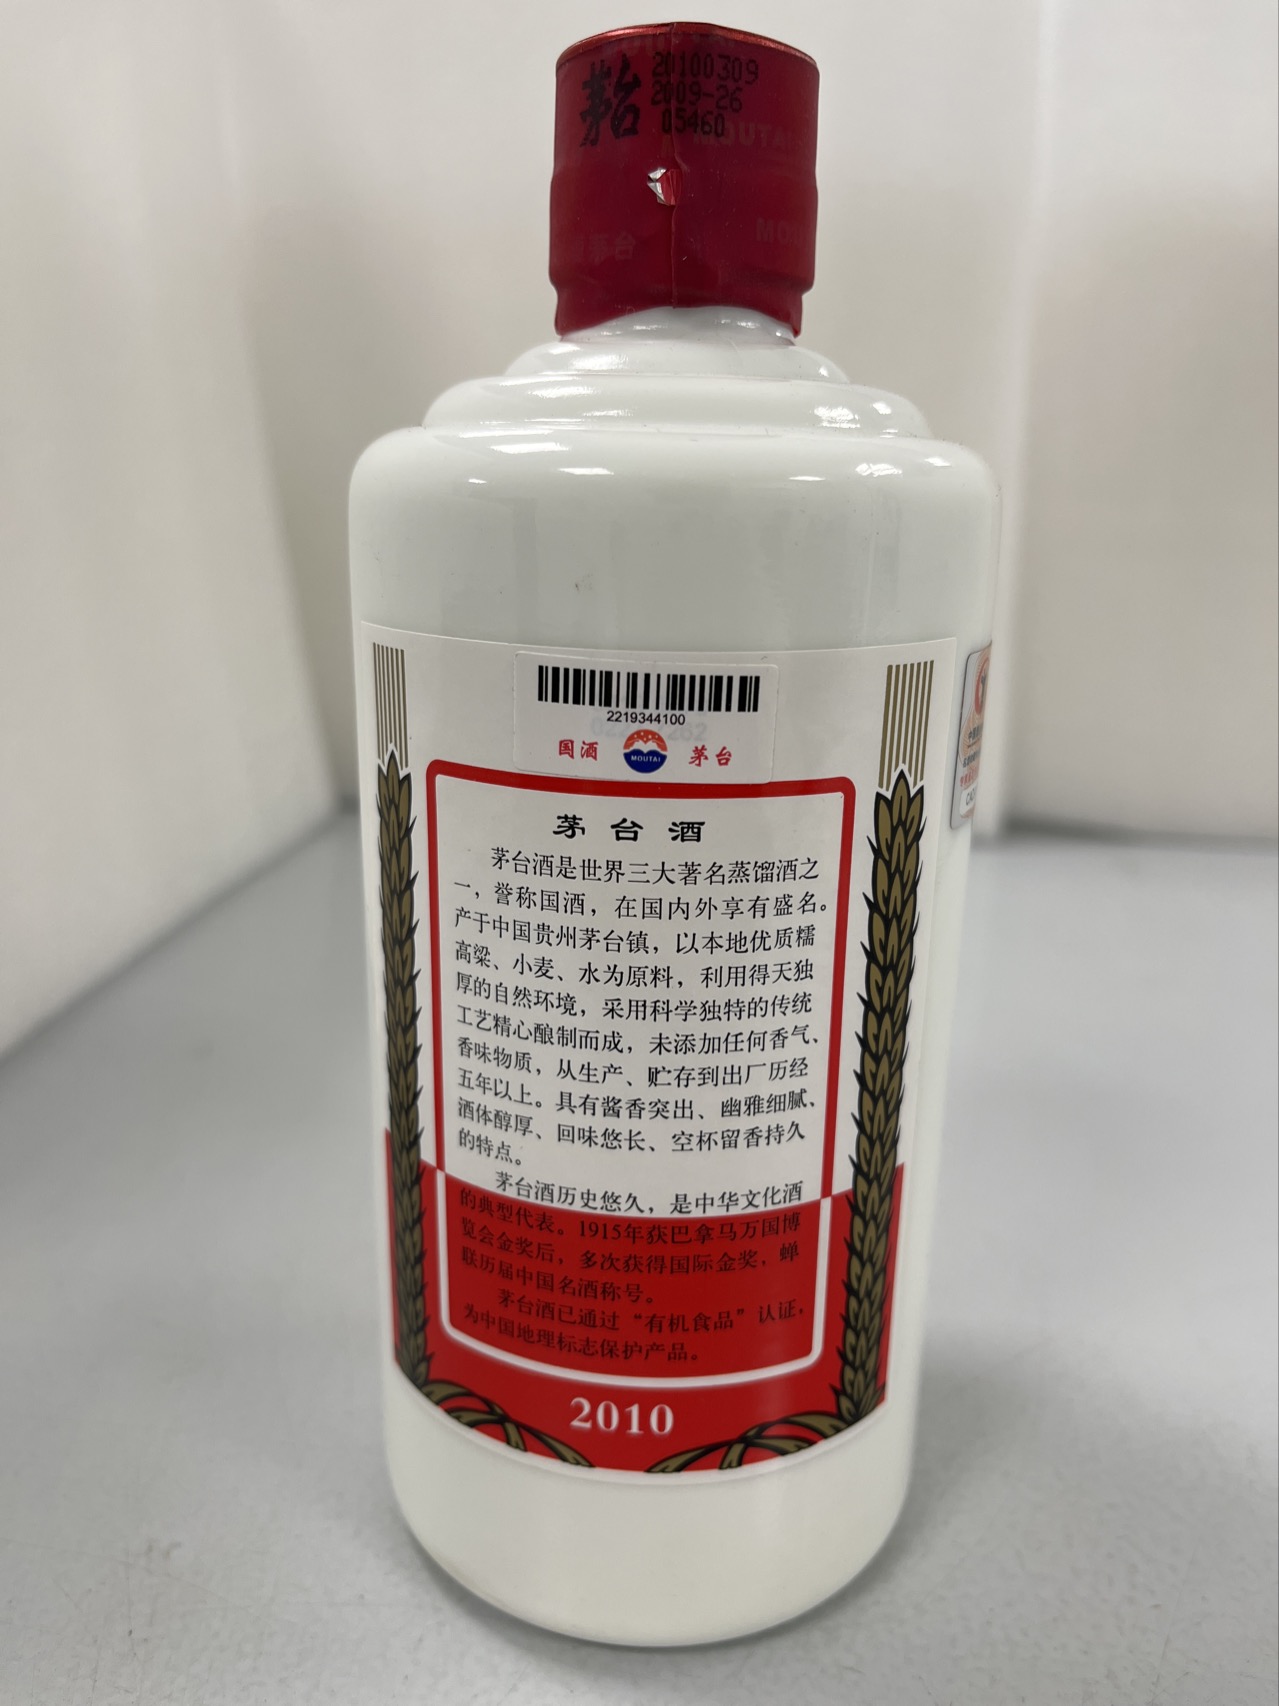 茅台
20100309
2009-26
05460
MOUTAI
MOU
茅台
2219344100
国酒
MOUTAI
茅台
茅台酒
茅台酒是世界三大著名蒸馏酒之
一，誉称国酒，在国内外享有盛名。
产于中国贵州茅台镇，以本地优质糯
高粱、小麦、水为原料，利用得天独
厚的自然环境，采用科学独特的传统
工艺精心酿制而成，未添加任何香气、
香味物质，从生产、贮存到出厂历经
五年以上。具有酱香突出、幽雅细腻、
酒体醇厚、回味悠长、空杯留香持久
的特点。
茅台酒历史悠久，是中华文化酒
的典型代表。1915年获巴拿马万国博
览会金奖后，多次获得国际金奖，蝉
联历届中国名酒称号。
茅台酒已通过“有机食品”认证，
为中国地理标志保护产品。
2010